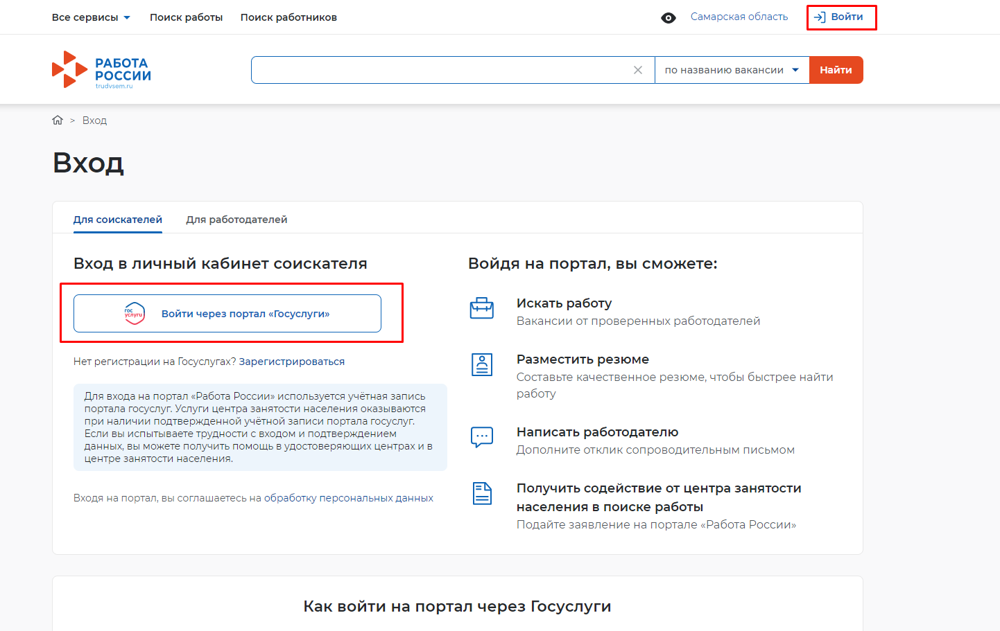 Все сервисы Поиск работы Поиск работников Самарская область Войти
РАБОТА
РОССИИ
trudvsem.ru
по названию вакансии Найти
> Вход
Вход
Для соискателей Для работодателей
Вход в личный кабинет соискателя
гос
услуги Войти через портал «Госуслуги»
Нет регистрации на Госуслугах? Зарегистрироваться
Для входа на портал «Работа России» используется учётная запись
портала госуслуг. Услуги центра занятости населения оказываются
при наличии подтвержденной учётной записи портала госуслуг.
Если вы испытываете трудности с входом и подтверждением
данных, вы можете получить помощь в удостоверяющих центрах и в
центре занятости населения.
Входя на портал, вы соглашаетесь на обработку персональных данных
Войдя на портал, вы сможете:
Искать работу
Вакансии от проверенных работодателей
Разместить резюме
Составьте качественное резюме, чтобы быстрее найти
работу
Написать работодателю
Дополните отклик сопроводительным письмом
Получить содействие от центра занятости
населения в поиске работы
Подайте заявление на портале «Работа России»
Как войти на портал через Госуслуги